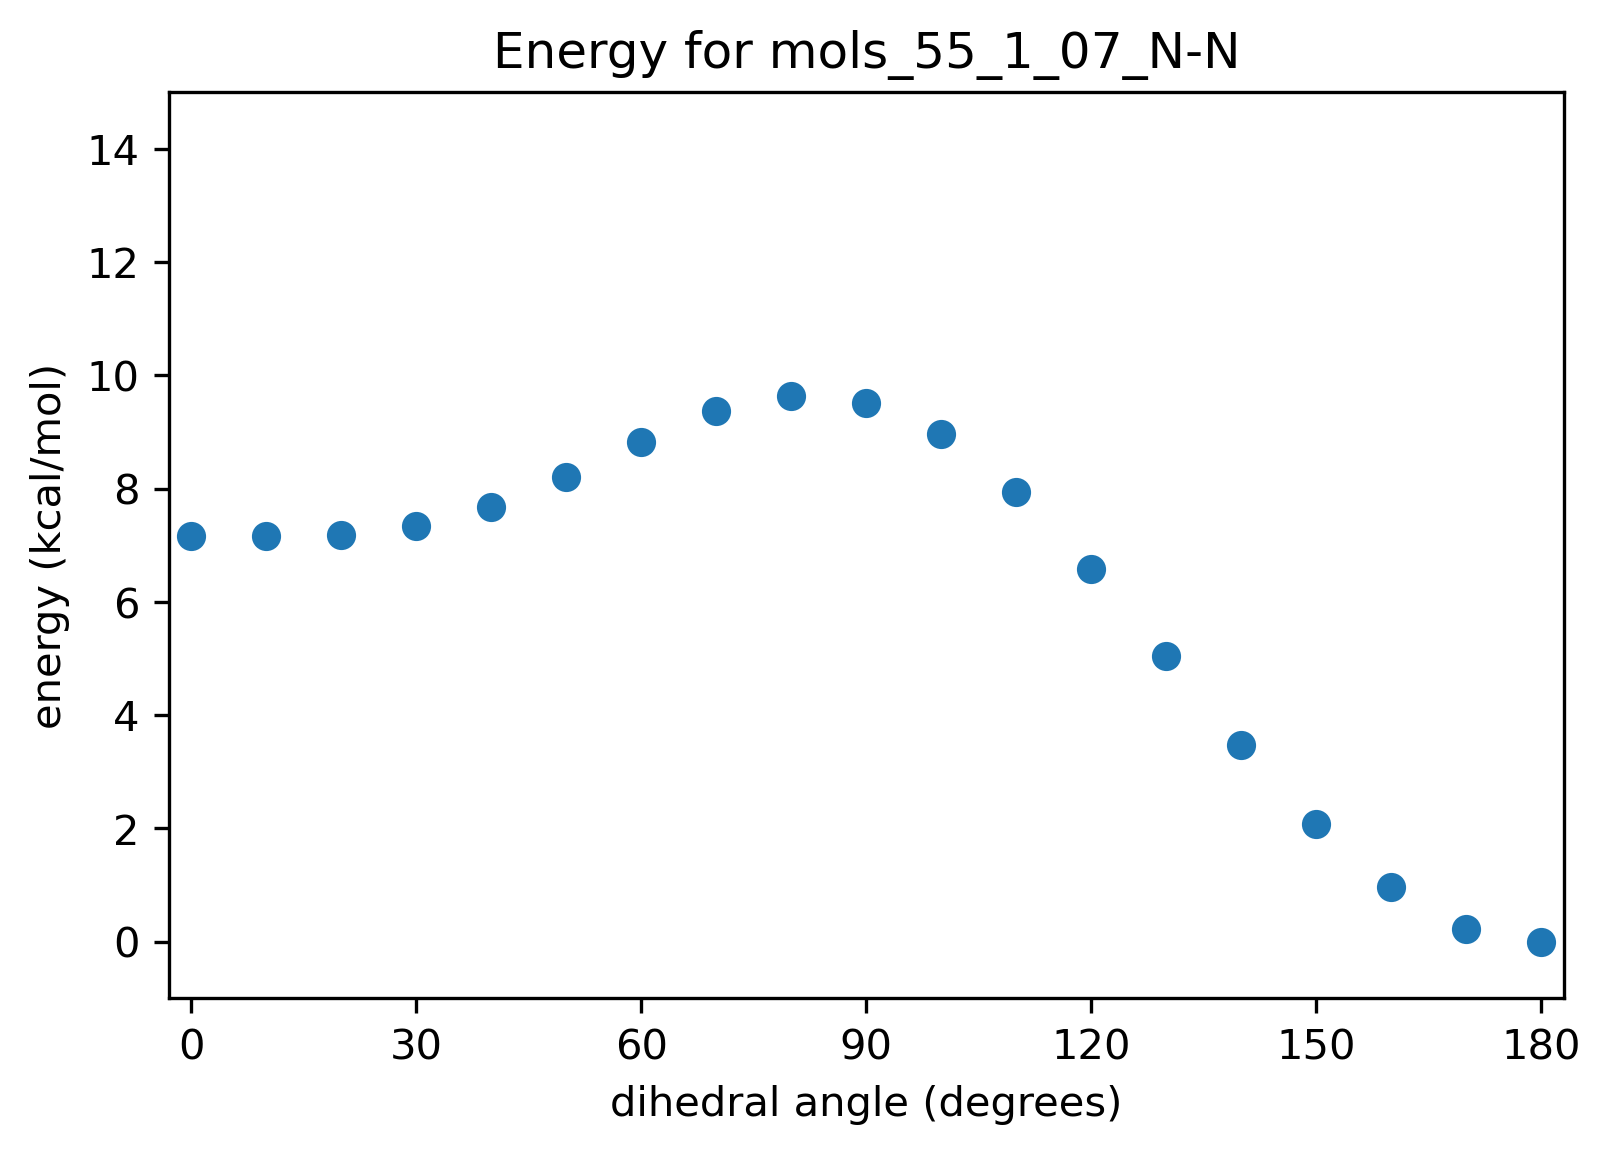 Energy for mols_55_1_07_N-N
14
12
10
8
6
4
2
0
energy (kcal/mol)
0 30 60 90 120 150 180
dihedral angle (degrees)